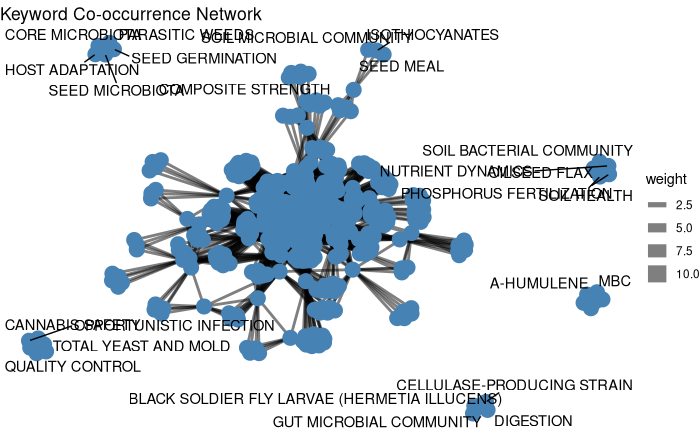 Keyword Co-occurrence Network
CORE MICROBIOTA
PARASITIC WEEDS
SOIL MICROBIAL COMMUNITY
ISOTHIOCYANATES
SEED GERMINATION
HOST ADAPTATION
SEED MEAL
SEED MICROBIOTA
COMPOSITE STRENGTH
SOIL BACTERIAL COMMUNITY
NUTRIENT DYNAMICS
OILSEED FLAX
PHOSPHORUS FERTILIZATION
SOIL HEALTH
weight
2.5
5.0
7.5
10.0
A-HUMULENE
MBC
CANNABIS SAFETY
OPPORTUNISTIC INFECTION
TOTAL YEAST AND MOLD
QUALITY CONTROL
CELLULASE-PRODUCING STRAIN
BLACK SOLDIER FLY LARVAE (HERMETIA ILLUCENS)
GUT MICROBIAL COMMUNITY
DIGESTION